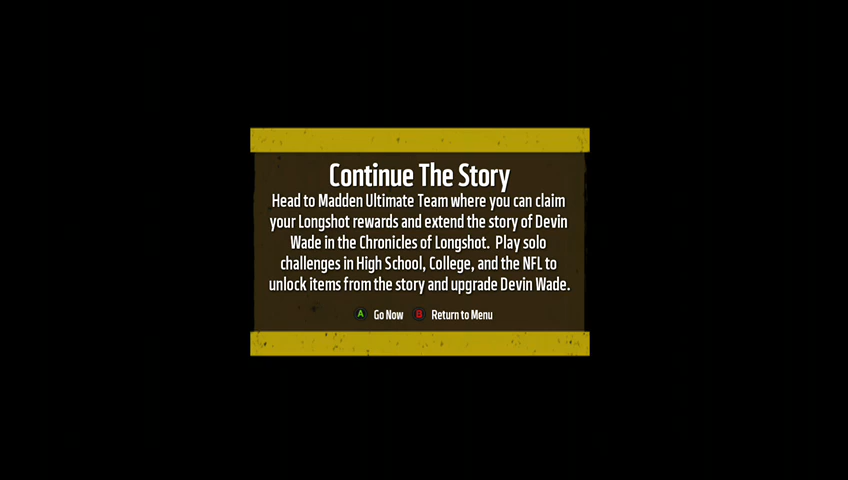 Continue The Story
Head to Madden Ultimate Team where you can claim
your Longshot rewards and extend the story of Devin
Wade in the Chronicles of Longshot. Play solo
challenges in High School, College, and the NFL to
unlock items from the story and upgrade Devin Wade.
A Go Now B Return to Menu